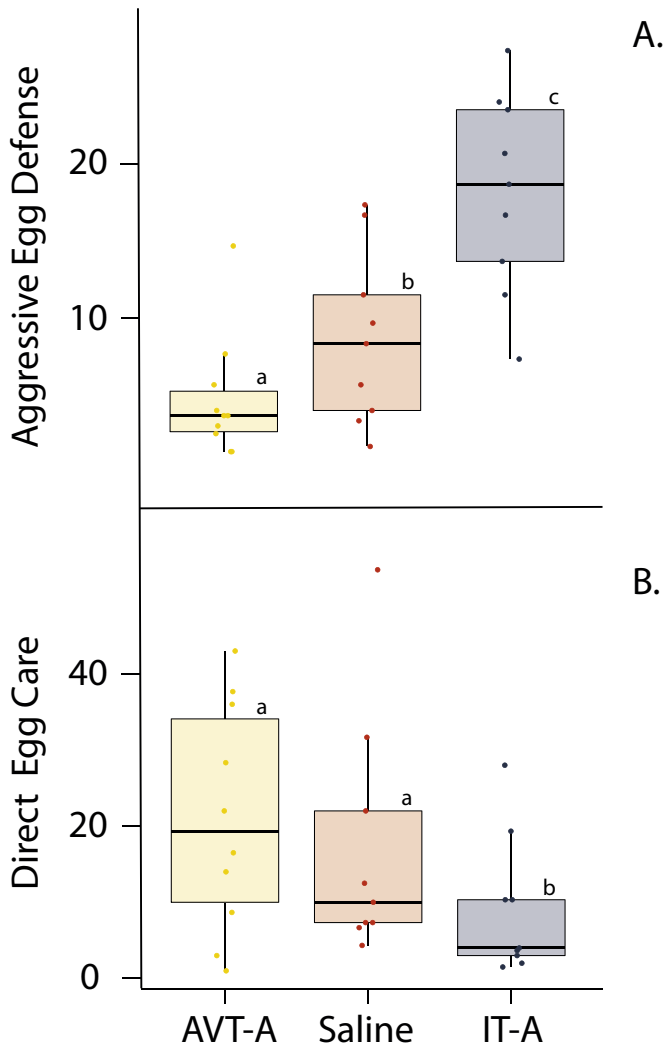 A.
Aggressive Egg Defense
20
10
a
b
c
B.
Direct Egg Care
40
20
0
a
a
b
AVT-A Saline IT-A